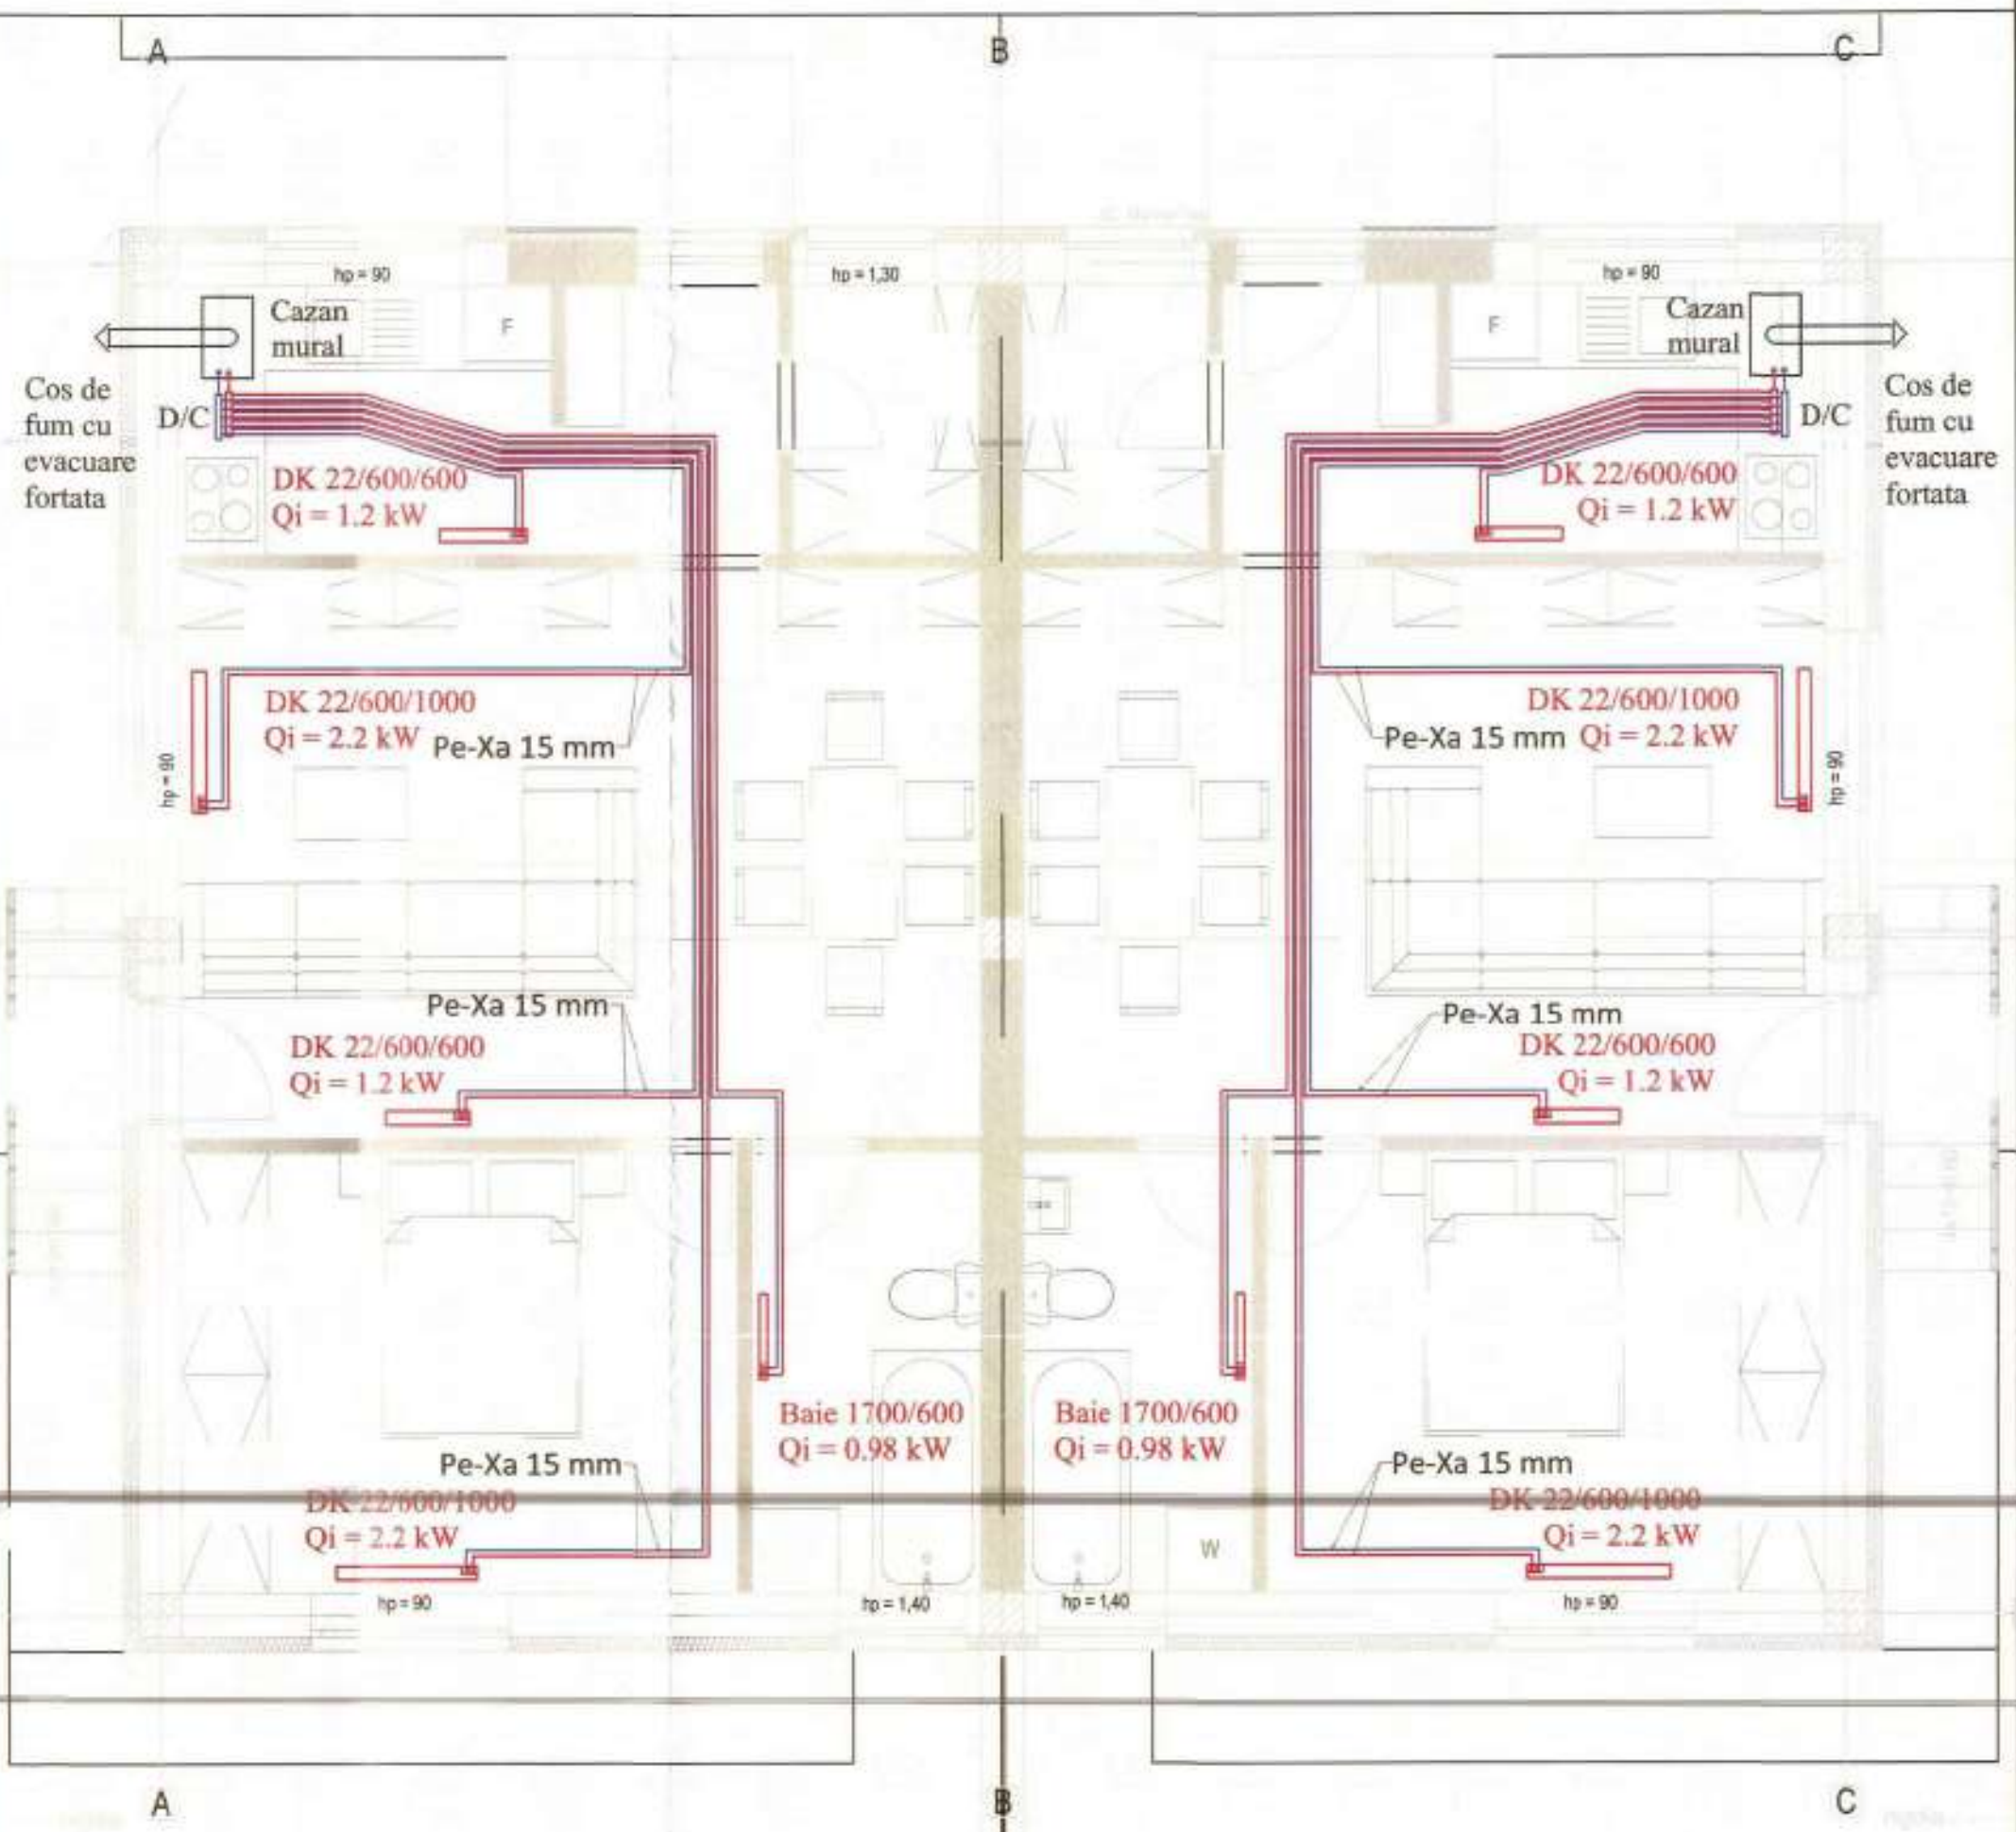 A
B
C
hp = 90
hp = 1,30
hp = 90
Cazan
mural
F
F
Cazan
mural
Cos de
fum cu
evacuare
fortata
D/C
D/C
Cos de
fum cu
evacuare
fortata
DK 22/600/600
Qi = 1.2 kW
DK 22/600/600
Qi = 1.2 kW
DK 22/600/1000
Qi = 2.2 kW
Pe-Xa 15 mm
hp = 90
DK 22/600/1000
Pe-Xa 15 mm Qi = 2.2 kW
hp = 90
Pe-Xa 15 mm
DK 22/600/600
Qi = 1.2 kW
Pe-Xa 15 mm
DK 22/600/600
Qi = 1.2 kW
Baie 1700/600
Qi = 0.98 kW
Baie 1700/600
Qi = 0.98 kW
Pe-Xa 15 mm
DK 22/600/1000
Qi = 2.2 kW
Pe-Xa 15 mm
DK 22/600/1000
Qi = 2.2 kW
W
hp = 90
hp = 1,40
hp = 1,40
hp = 90
A
B
C